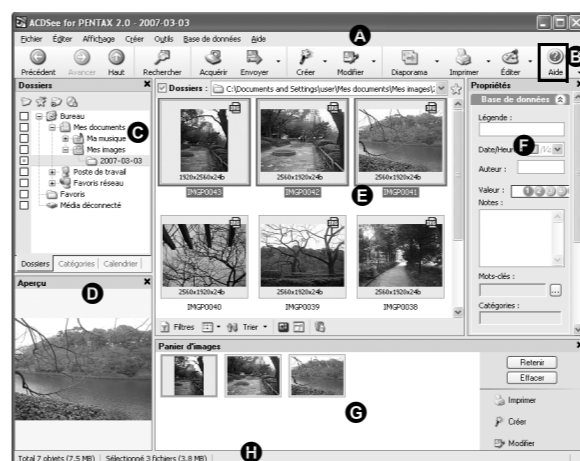 ACDSee for PENTAX 2.0 - 2007-03-03
Fichier Éditer Affichage Créer Outils Base de données Aide
A
B
Précédent Avancer Haut Rechercher Acquérir Envoyer Créer Modifier Diaporama Imprimer Éditer Aide
Dossiers
Bureau
Mes documents
C
Ma musique
Mes images
2007-03-03
Poste de travail
Favoris réseau
Favoris
Média déconnecté
Dossiers Catégories Calendrier
Aperçu
D
Dossiers : C:\Documents and Settings\user\Mes documents\Mes images\
1920x2560x24b 2560x1920x24b 2560x1920x24b
IMGP0043 IMGP0042 IMGP0041
E
2560x1920x24b 2560x1920x24b 2560x1920x24b
IMGP0040 IMGP0039 IMGP0038
Filtres Trier
Propriétés
Base de données
Légende :
F
Date/Heur
Auteur :
Valeur : 1 2 3
Notes :
Mots-clés :
...
Catégories :
Panier d'images
G
Retenir
Effacer
Imprimer
Créer
Modifier
H
Total 7 objets (7.5 MB) Sélectionné 3 fichiers (3.8 MB)